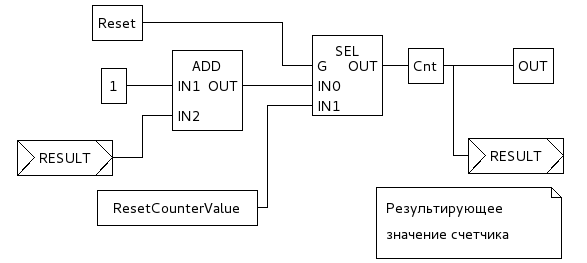 Reset
SEL
ADD
G OUT
Cnt
OUT
1
IN1 OUT
IN0
IN1
IN2
RESULT
RESULT
ResetCounterValue
Результирующее
значение счетчика